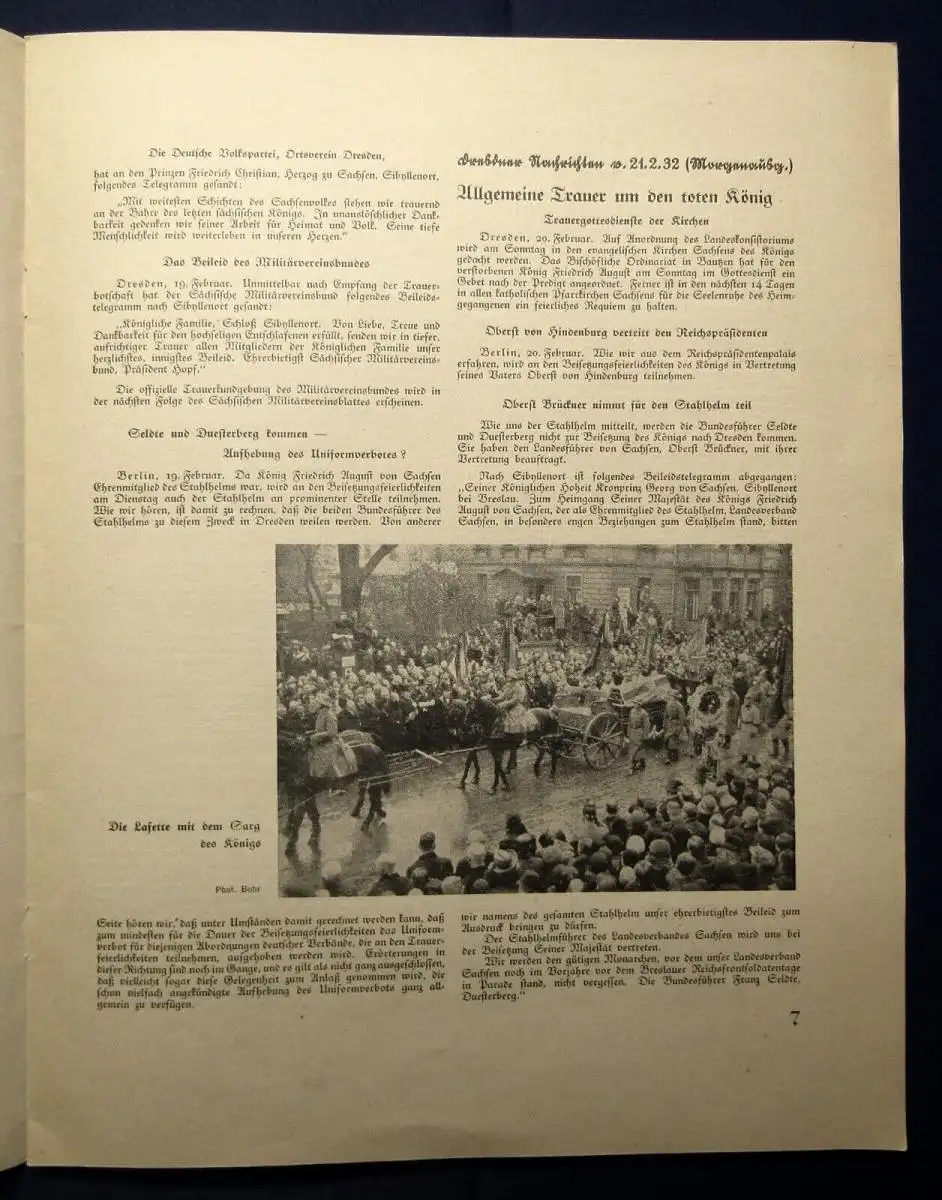 Die Deutsche Volkspartei, Ortsverein Dresden,
hat an den Prinzen Friedrich Christian, Herzog zu Sachsen, Sibyllenort,
folgendes Telegramm gesandt:
„Mit weitesten Schichten des Sachsenvolkes stehen wir trauernd
an der Bahre des letzten sächsischen Königs. In unauslöschlicher Dank-
barkeit gedenken wir seiner Arbeit für Heimat und Volk. Seine tiefe
Menschlichkeit wird weiterleben in unseren Herzen.“
Das Beileid des Militärvereinsbundes
Dresden, 19. Februar. Unmittelbar nach Empfang der Trauer-
botschaft hat der Sächsische Militärvereinsbund folgendes Beileids-
telegramm nach Sibyllenort gesandt:
„Königliche Familie, Schloß Sibyllenort. Von Liebe, Treue und
Dankbarkeit für den hochseligen Entschlafenen erfüllt, senden wir in tiefer,
aufrichtiger Trauer allen Mitgliedern der Königlichen Familie unser
herzlichstes, innigstes Beileid. Ehrerbietigst Sächsischer Militärvereins-
bund, Präsident Hopf.“
Die offizielle Trauerkundgebung des Militärvereinsbundes wird in
der nächsten Folge des Sächsischen Militärvereinsblattes erscheinen.
Seldte und Duesterberg kommen —
Aufhebung des Uniformverbotes?
Berlin, 19. Februar. Da König Friedrich August von Sachsen
Ehrenmitglied des Stahlhelms war, wird an den Beisetzungsfeierlichkeiten
am Dienstag auch der Stahlhelm an prominenter Stelle teilnehmen.
Wie wir hören, ist damit zu rechnen, daß die beiden Bundesführer des
Stahlhelms zu diesem Zweck in Dresden weilen werden. Von anderer
Seite hören wir, daß unter Umständen damit gerechnet werden kann, daß
zum mindesten für die Dauer der Beisetzungsfeierlichkeiten das Uniform-
verbot für diejenigen Abordnungen deutscher Verbände, die an den Trauer-
feierlichkeiten teilnehmen, aufgehoben werden wird. Erörterungen in
dieser Richtung sind noch im Gange, und es gilt als nicht ganz ausgeschlossen,
daß vielleicht sogar diese Gelegenheit zum Anlaß genommen wird, die
schon vielfach angekündigte Aufhebung des Uniformverbots ganz all-
gemein zu verfügen.
Dresdner Nachrichten v. 21.2.32 (Morgenausg.)
Allgemeine Trauer um den toten König
Trauergottesdienste der Kirchen
Dresden, 20. Februar. Auf Anordnung des Landeskonsistoriums
wird am Sonntag in den evangelischen Kirchen Sachsens des Königs
gedacht werden. Das Bischöfliche Ordinariat in Bautzen hat für den
verstorbenen König Friedrich August am Sonntag im Gottesdienst ein
Gebet nach der Predigt angeordnet. Ferner ist in den nächsten 14 Tagen
in allen katholischen Pfarrkirchen Sachsens für die Seelenruhe des Heim-
gegangenen ein feierliches Requiem zu halten.
Oberst von Hindenburg vertritt den Reichspräsidenten
Berlin, 20. Februar. Wie wir aus dem Reichspräsidentenpalais
erfahren, wird an den Beisetzungsfeierlichkeiten des Königs in Vertretung
seines Vaters Oberst von Hindenburg teilnehmen.
Oberst Brückner nimmt für den Stahlhelm teil
Wie uns der Stahlhelm mitteilt, werden die Bundesführer Seldte
und Duesterberg nicht zur Beisetzung des Königs nach Dresden kommen.
Sie haben den Landesführer von Sachsen, Oberst Brückner, mit ihrer
Vertretung beauftragt.
Nach Sibyllenort ist folgendes Beileidstelegramm abgegangen:
„Seiner Königlichen Hoheit Kronprinz Georg von Sachsen, Sibyllenort
bei Breslau. Zum Heimgang Seiner Majestät des Königs Friedrich
August von Sachsen, der als Ehrenmitglied des Stahlhelm, Landesverband
Sachsen, in besonders engen Beziehungen zum Stahlhelm stand, bitten
wir namens des gesamten Stahlhelm unser ehrerbietigstes Beileid zum
Ausdruck bringen zu dürfen.
Der Stahlhelmführer des Landesverbandes Sachsen wird uns bei
der Beisetzung Seiner Majestät vertreten.
Wir werden den gütigen Monarchen, vor dem unser Landesverband
Sachsen noch im Vorjahre vor dem Breslauer Reichsfrontsoldatentage
in Parade stand, nicht vergessen. Die Bundesführer Franz Seldte,
Duesterberg.“
Die Lafette mit dem Sarg
des Königs
Phot. Bohr
7